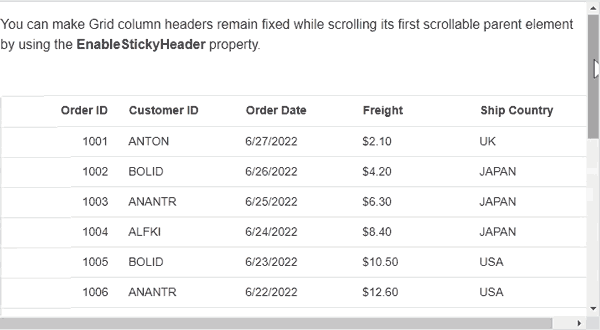 You can make Grid column headers remain fixed while scrolling its first scrollable parent element
by using the EnableStickyHeader property.
Order ID Customer ID Order Date Freight Ship Country
1001 ANTON 6/27/2022 $2.10 UK
1002 BOLID 6/26/2022 $4.20 JAPAN
1003 ANANTR 6/25/2022 $6.30 JAPAN
1004 ALFKI 6/24/2022 $8.40 JAPAN
1005 BOLID 6/23/2022 $10.50 USA
1006 ANANTR 6/22/2022 $12.60 USA